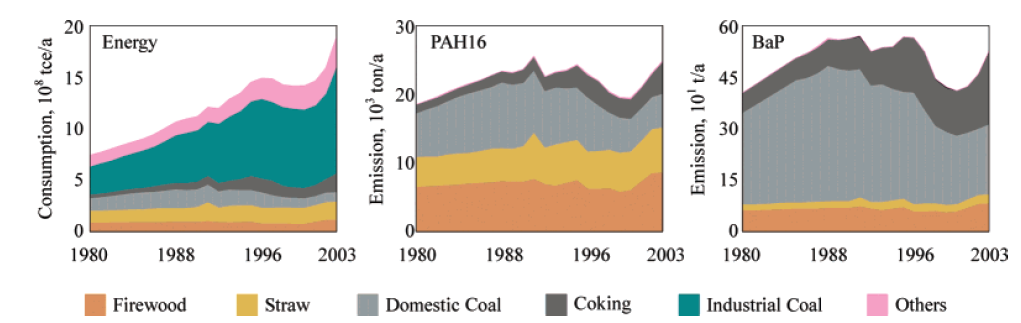 Energy
Consumption, 10⁸ tce/a
20
15
10
5
0
1980 1988 1996 2003
PAH16
Emission, 10³ ton/a
30
20
10
0
1980 1988 1996 2003
BaP
Emission, 10¹ t/a
60
45
30
15
0
1980 1988 1996 2003
Firewood Straw Domestic Coal Coking Industrial Coal Others